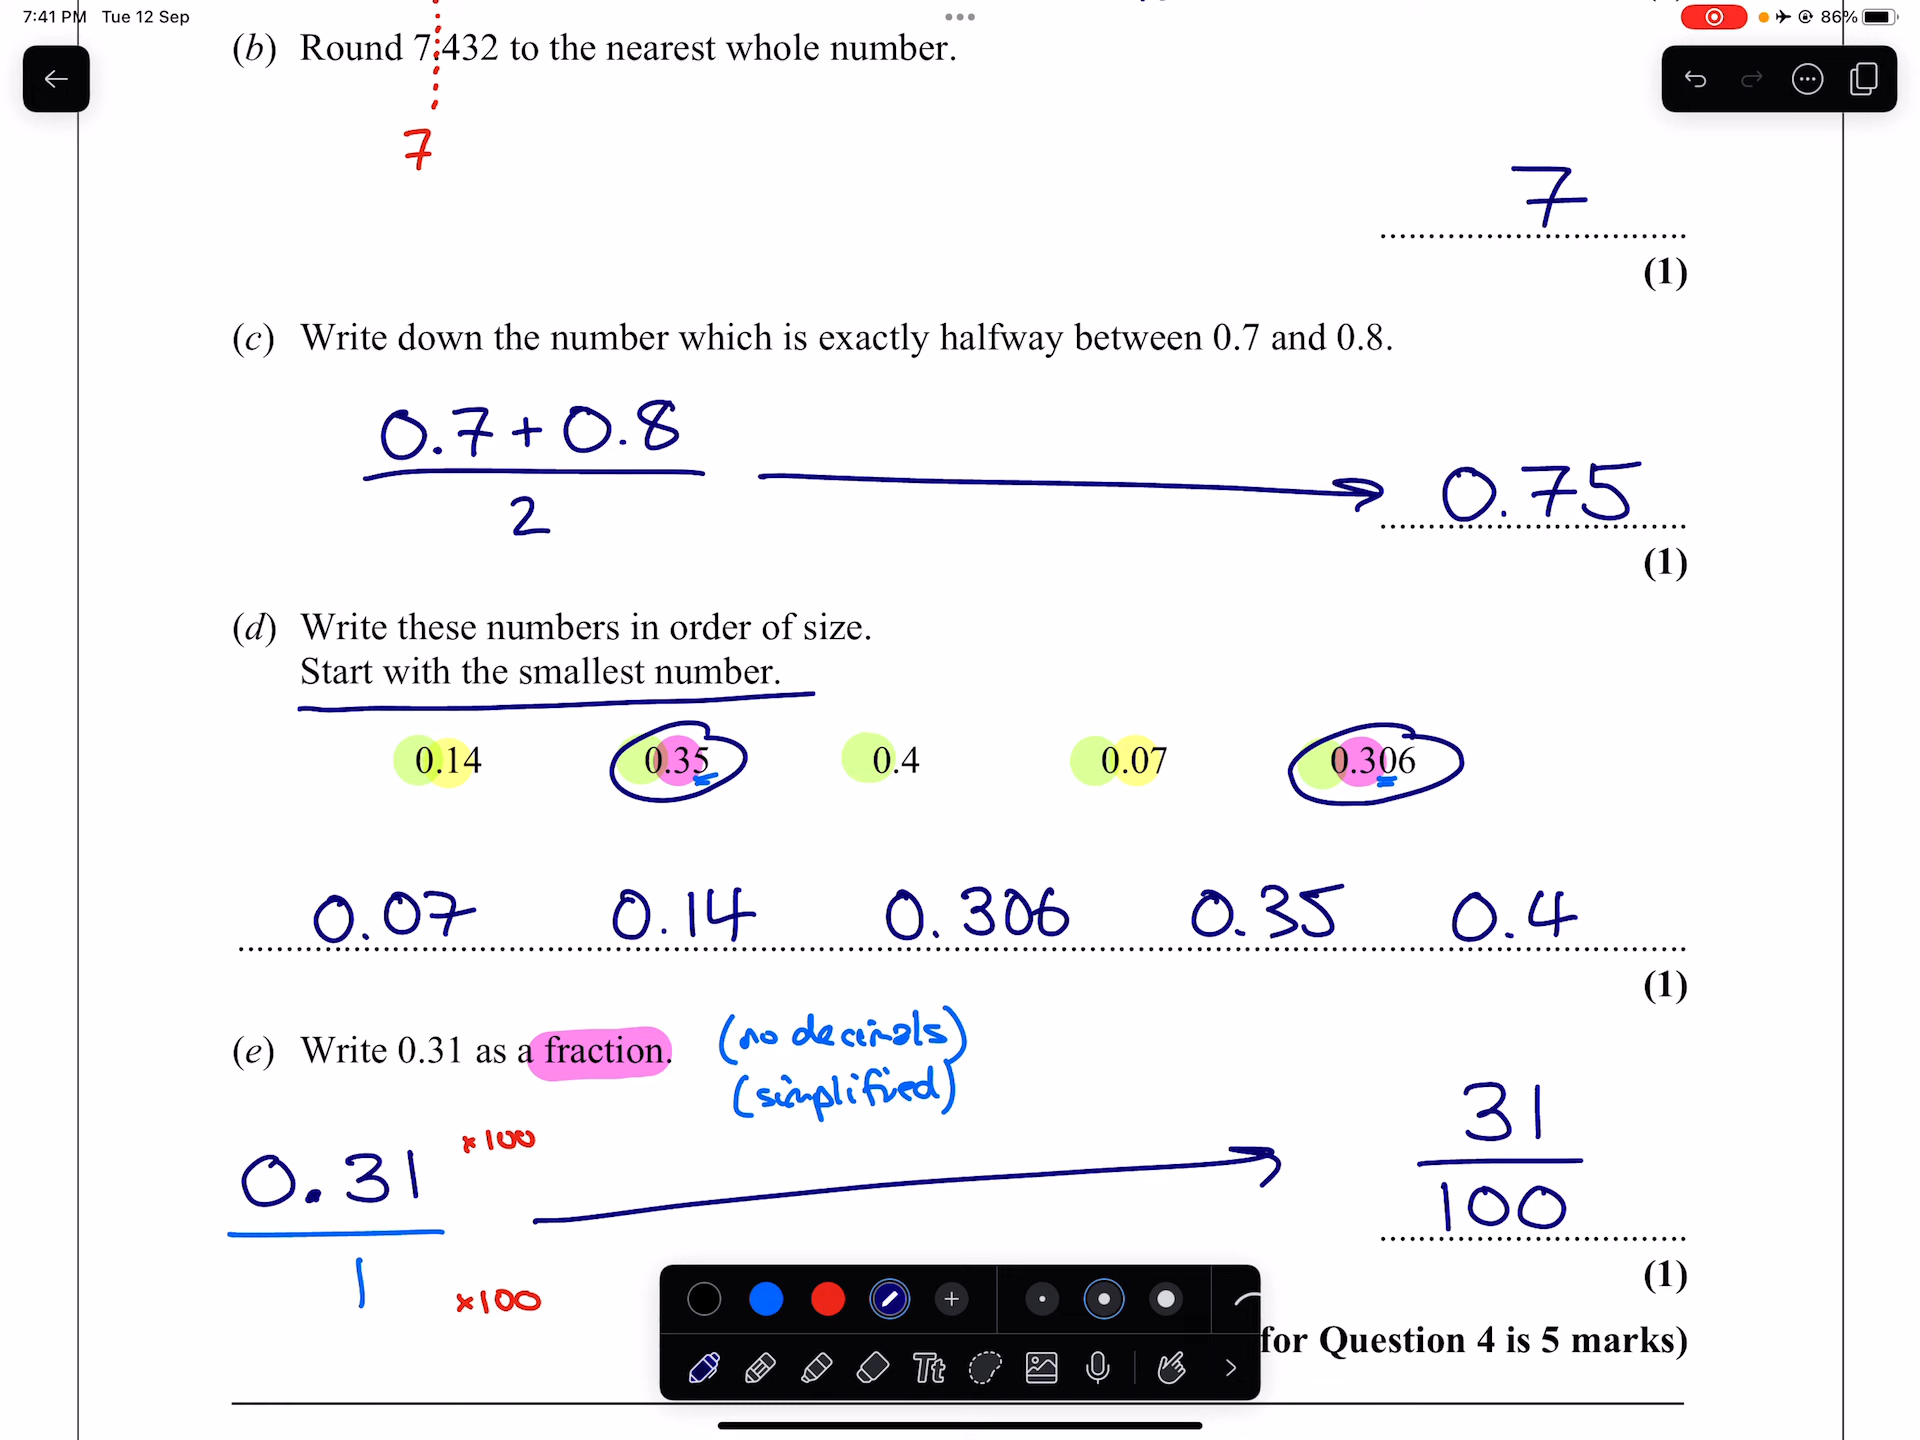 7:41 PM Tue 12 Sep
86%
(b) Round 7.432 to the nearest whole number.
7
7
(1)
(c) Write down the number which is exactly halfway between 0.7 and 0.8.
0.7 + 0.8
2
0.75
(1)
(d) Write these numbers in order of size.
Start with the smallest number.
0.14 0.35 0.4 0.07 0.306
0.07 0.14 0.306 0.35 0.4
(1)
(e) Write 0.31 as a fraction.
(no decimals)
(simplified)
0.31 ×100
1 ×100
31
100
(1)
for Question 4 is 5 marks)
Tt